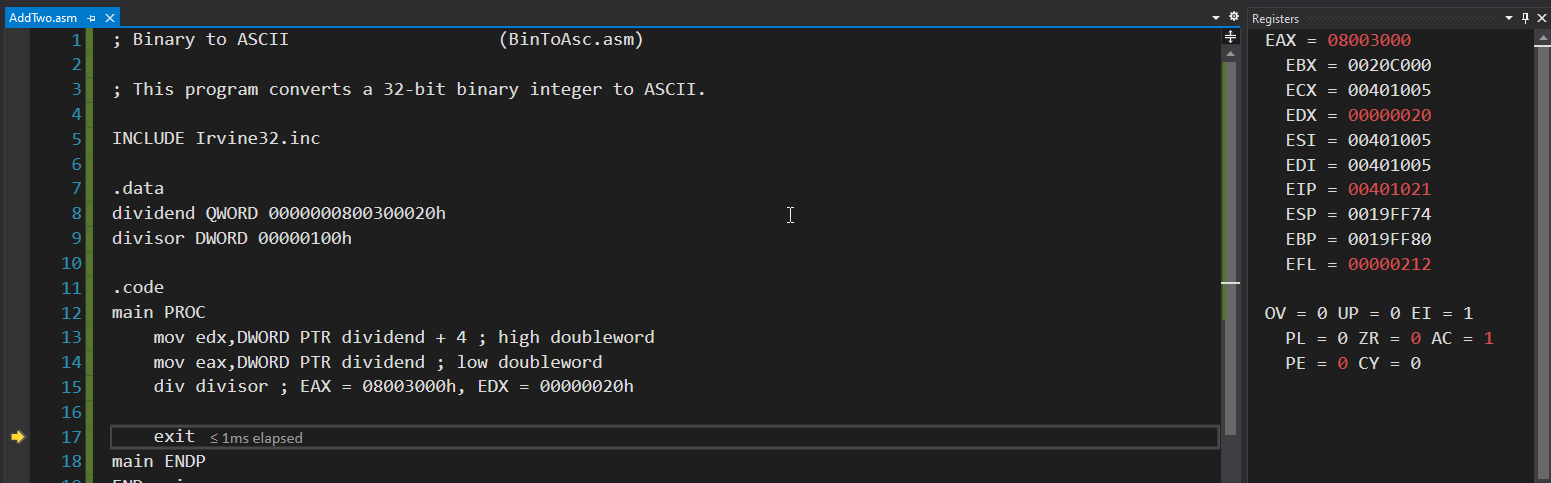 AddTwo.asm
1 ; Binary to ASCII (BinToAsc.asm)
2
3 ; This program converts a 32-bit binary integer to ASCII.
4
5 INCLUDE Irvine32.inc
6
7 .data
8 dividend QWORD 0000000800300020h
9 divisor DWORD 00000100h
10
11 .code
12 main PROC
13 mov edx,DWORD PTR dividend + 4 ; high doubleword
14 mov eax,DWORD PTR dividend ; low doubleword
15 div divisor ; EAX = 08003000h, EDX = 00000020h
16
17 exit ≤ 1ms elapsed
18 main ENDP
Registers
EAX = 08003000
EBX = 0020C000
ECX = 00401005
EDX = 00000020
ESI = 00401005
EDI = 00401005
EIP = 00401021
ESP = 0019FF74
EBP = 0019FF80
EFL = 00000212
OV = 0 UP = 0 EI = 1
PL = 0 ZR = 0 AC = 1
PE = 0 CY = 0